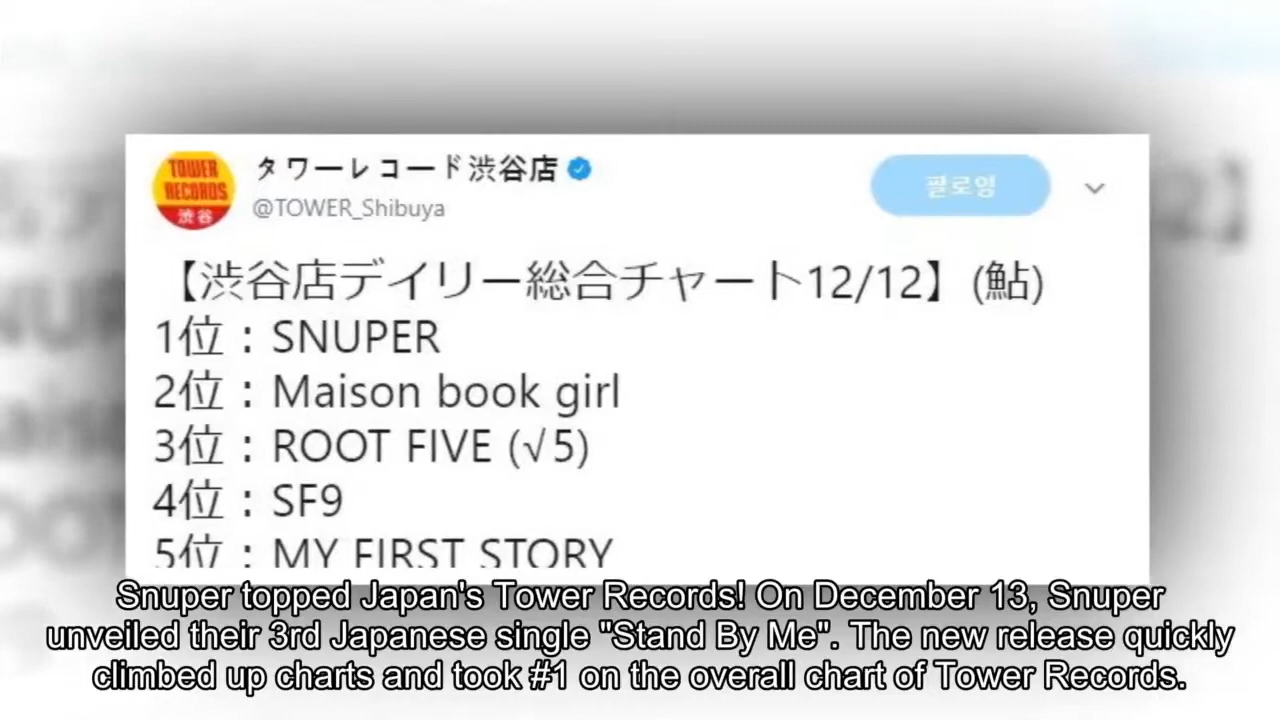 TOWER
RECORDS
渋谷
タワーレコード渋谷店
@TOWER_Shibuya
팔로잉
【渋谷店デイリー総合チャート12/12】(鮎)
1位：SNUPER
2位：Maison book girl
3位：ROOT FIVE (√5)
4位：SF9
5位：MY FIRST STORY
Snuper topped Japan's Tower Records! On December 13, Snuper
unveiled their 3rd Japanese single "Stand By Me". The new release quickly
climbed up charts and took #1 on the overall chart of Tower Records.